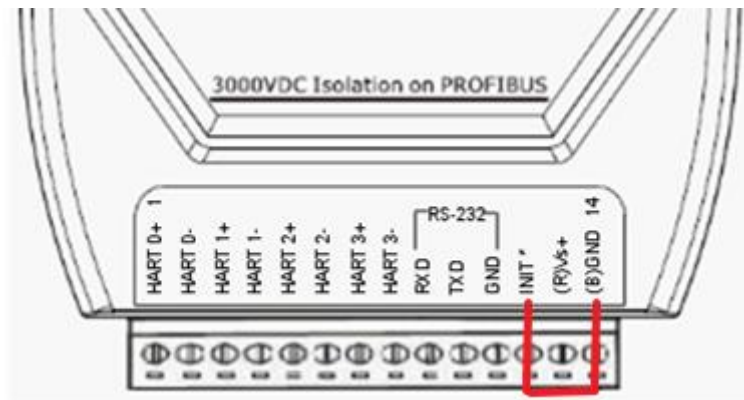 3000VDC Isolation on PROFIBUS
RS-232
HART 0+ 1
HART 0-
HART 1+
HART 1-
HART 2+
HART 2-
HART 3+
HART 3-
RXD
TXD
GND
INIT*
(R)Vs+
(B)GND 14